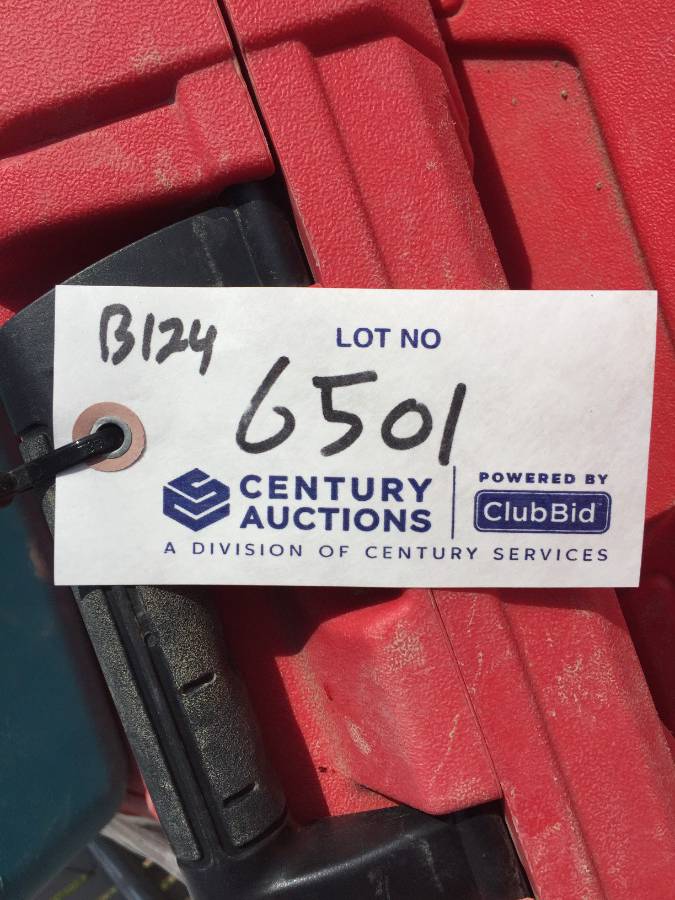 B124
LOT NO
6501
CENTURY AUCTIONS
POWERED BY
ClubBid
A DIVISION OF CENTURY SERVICES